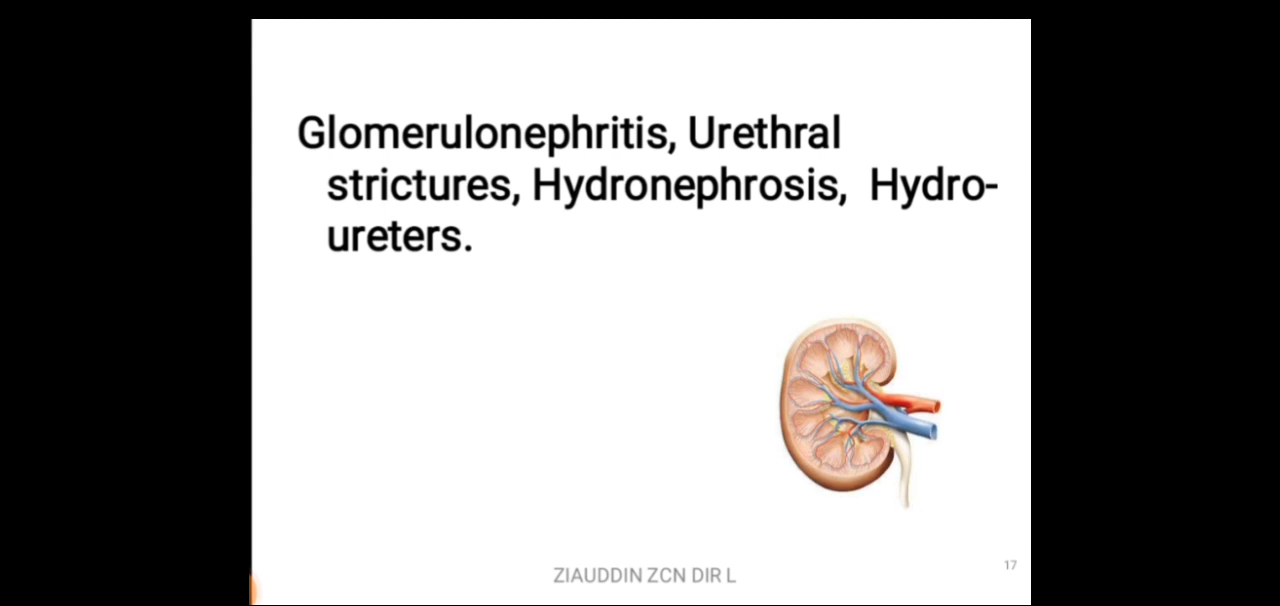 Glomerulonephritis, Urethral
strictures, Hydronephrosis,  Hydro-
ureters.
ZIAUDDIN ZCN DIR L
17